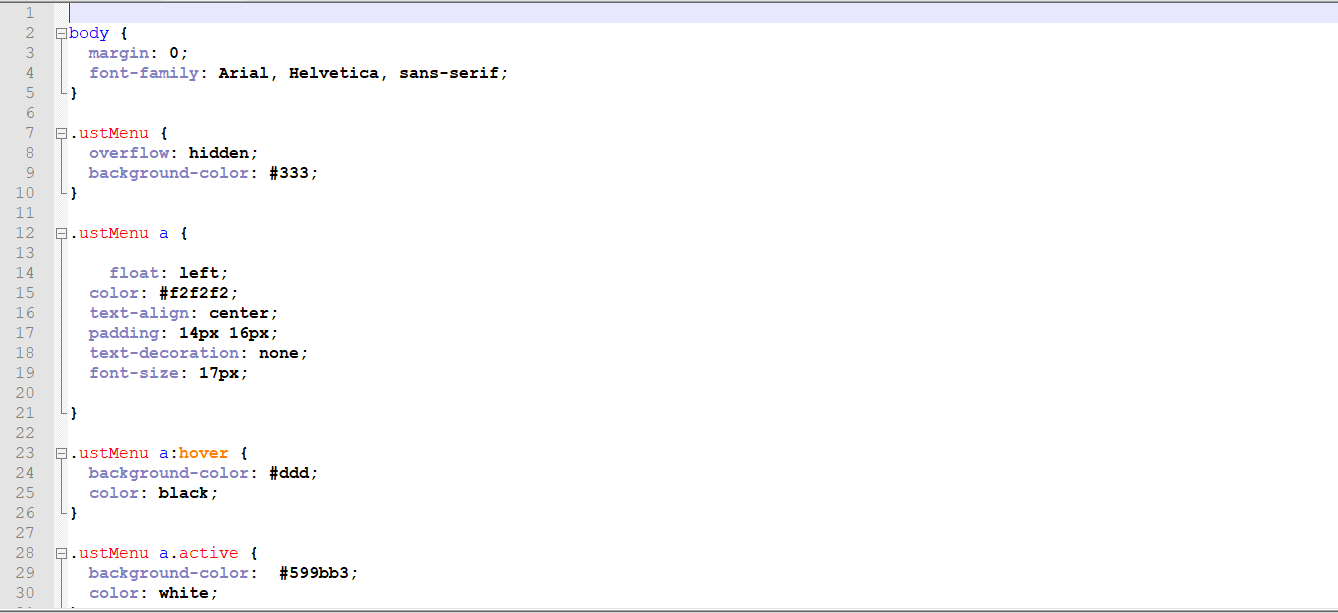 1
2 body {
3 margin: 0;
4 font-family: Arial, Helvetica, sans-serif;
5 }
6
7 .ustMenu {
8 overflow: hidden;
9 background-color: #333;
10 }
11
12 .ustMenu a {
13
14 float: left;
15 color: #f2f2f2;
16 text-align: center;
17 padding: 14px 16px;
18 text-decoration: none;
19 font-size: 17px;
20
21 }
22
23 .ustMenu a:hover {
24 background-color: #ddd;
25 color: black;
26 }
27
28 .ustMenu a.active {
29 background-color:  #599bb3;
30 color: white;